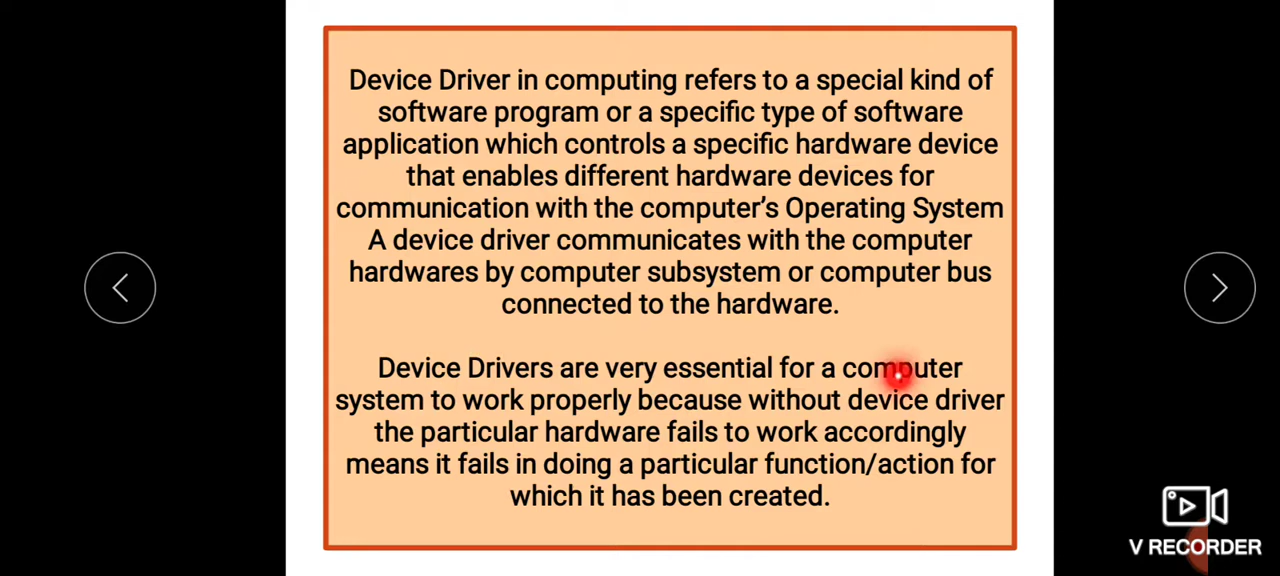 Device Driver in computing refers to a special kind of
software program or a specific type of software
application which controls a specific hardware device
that enables different hardware devices for
communication with the computer's Operating System
A device driver communicates with the computer
hardwares by computer subsystem or computer bus
connected to the hardware.
Device Drivers are very essential for a computer
system to work properly because without device driver
the particular hardware fails to work accordingly
means it fails in doing a particular function/action for
which it has been created.
V RECORDER